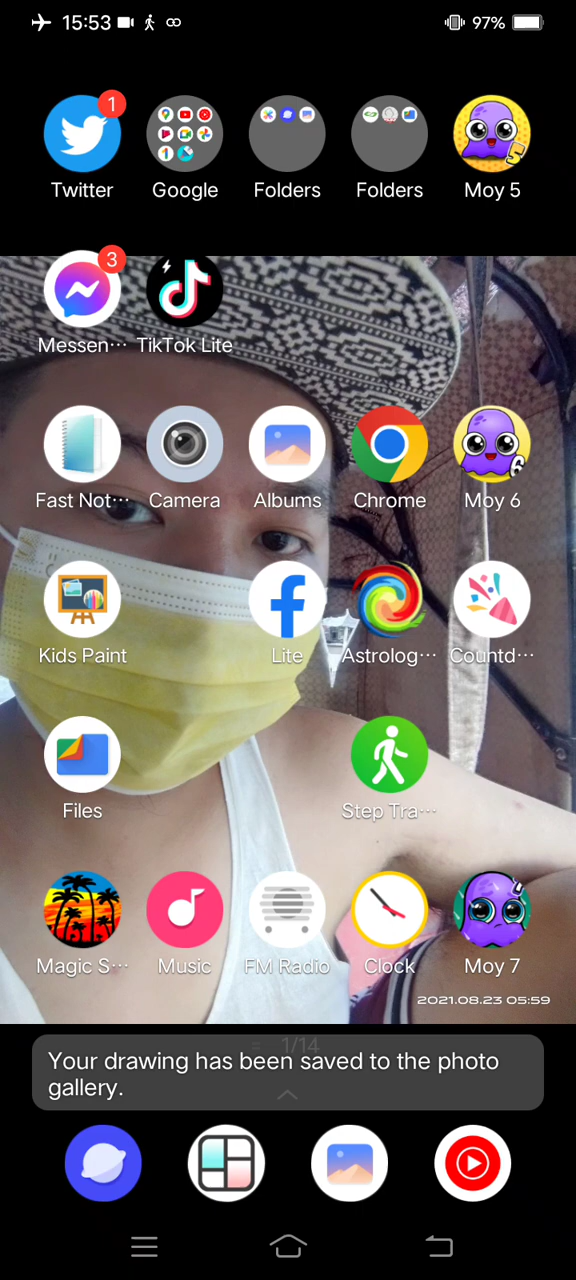 15:53
97%
1
Twitter
Google
Folders
Folders
Moy 5
3
Messen···
TikTok Lite
Fast Not···
Camera
Albums
Chrome
Moy 6
Kids Paint
Lite
Astrolog···
Countd···
Files
Step Tra···
Magic S···
Music
FM Radio
Clock
Moy 7
2021.08.23 05:59
1/14
Your drawing has been saved to the photo
gallery.